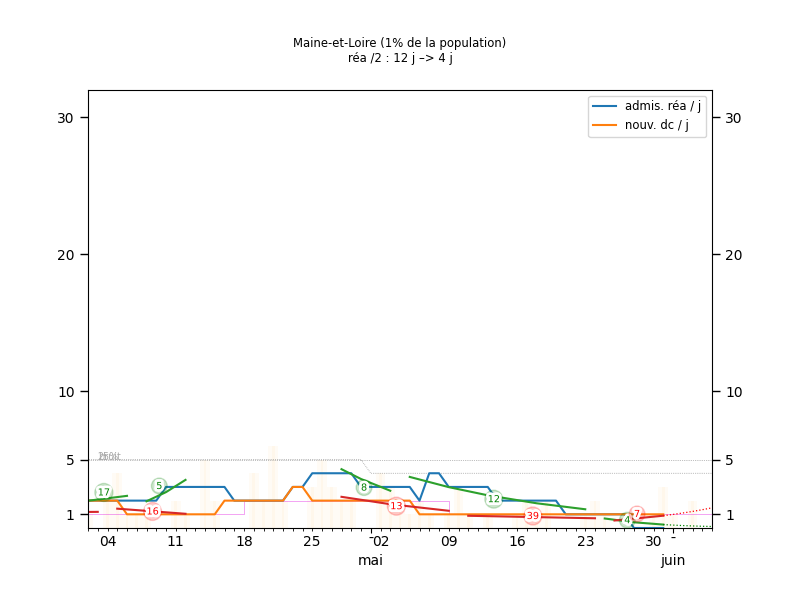 Maine-et-Loire (1% de la population)
réa /2 : 12 j –> 4 j
admis. réa / j
nouv. dc / j
30 30
20 20
10 10
5 5
1 1
17 5 16 8 13 12 39 4 7
04 11 18 25 02 09 16 23 30
mai juin